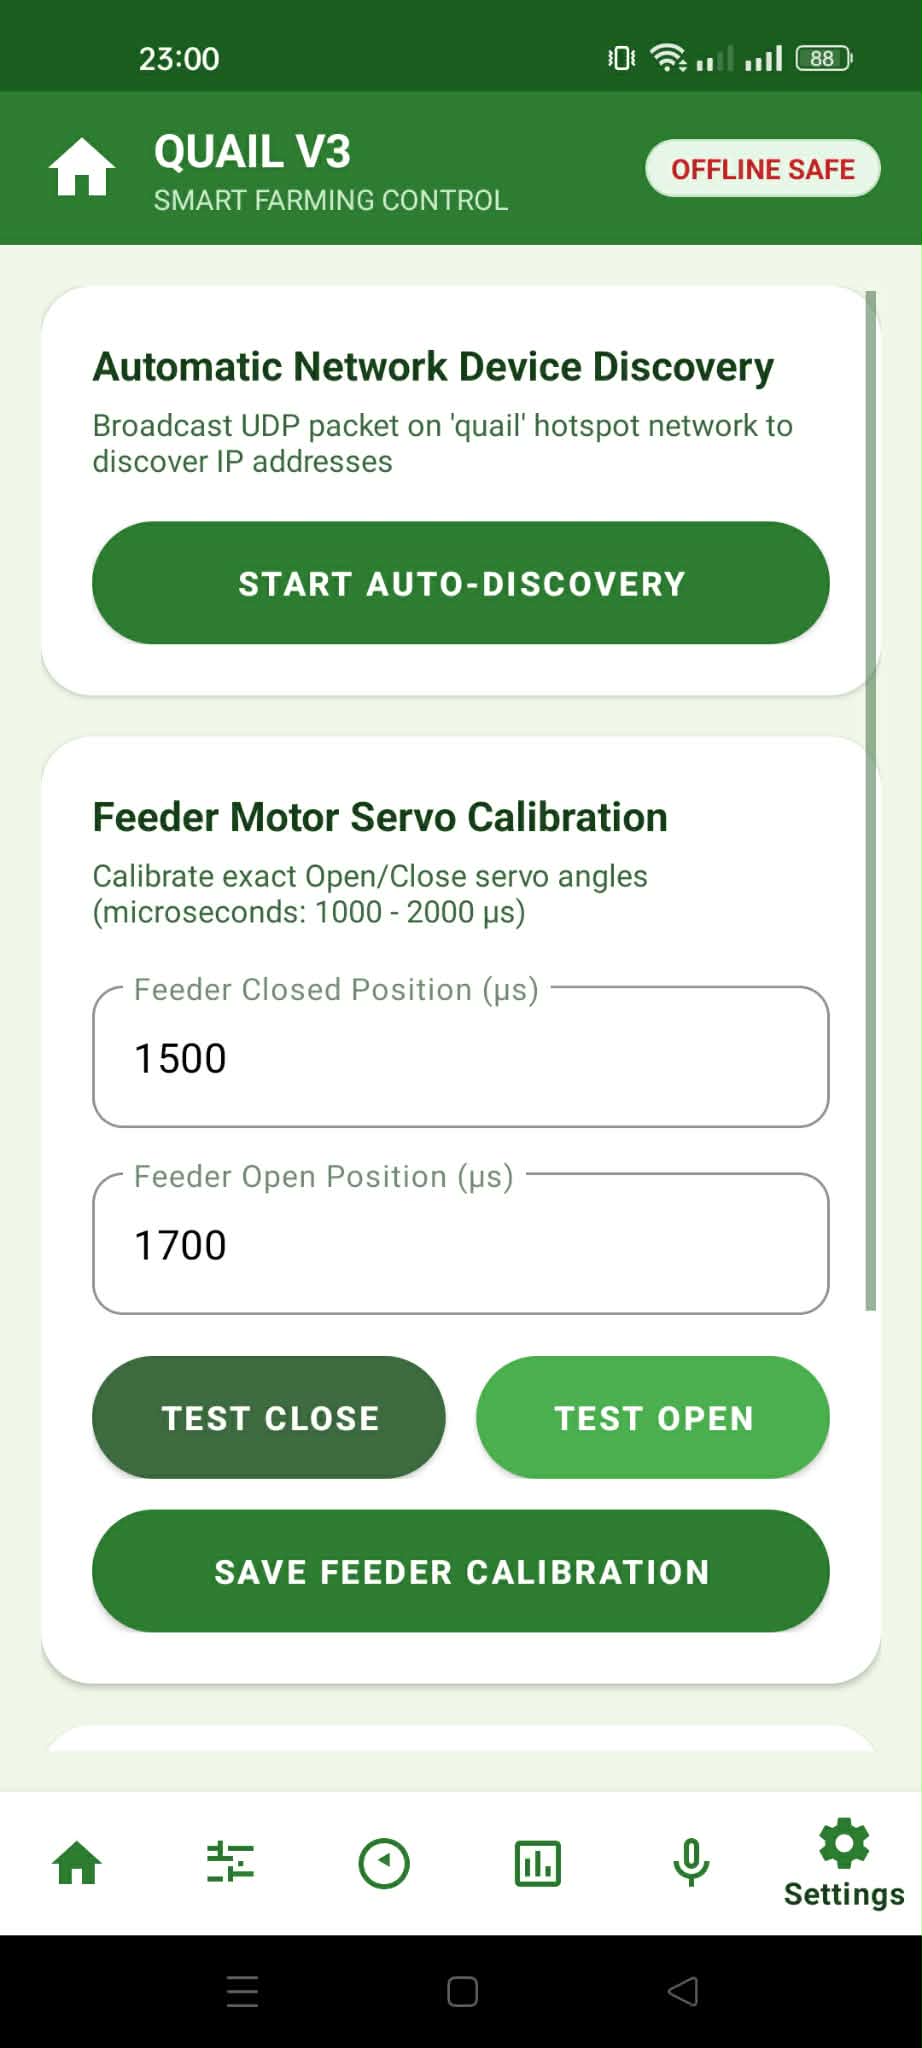 23:00
88
QUAIL V3
SMART FARMING CONTROL
OFFLINE SAFE
Automatic Network Device Discovery
Broadcast UDP packet on 'quail' hotspot network to
discover IP addresses
START AUTO-DISCOVERY
Feeder Motor Servo Calibration
Calibrate exact Open/Close servo angles
(microseconds: 1000 - 2000 µs)
Feeder Closed Position (µs)
1500
Feeder Open Position (µs)
1700
TEST CLOSE
TEST OPEN
SAVE FEEDER CALIBRATION
Settings